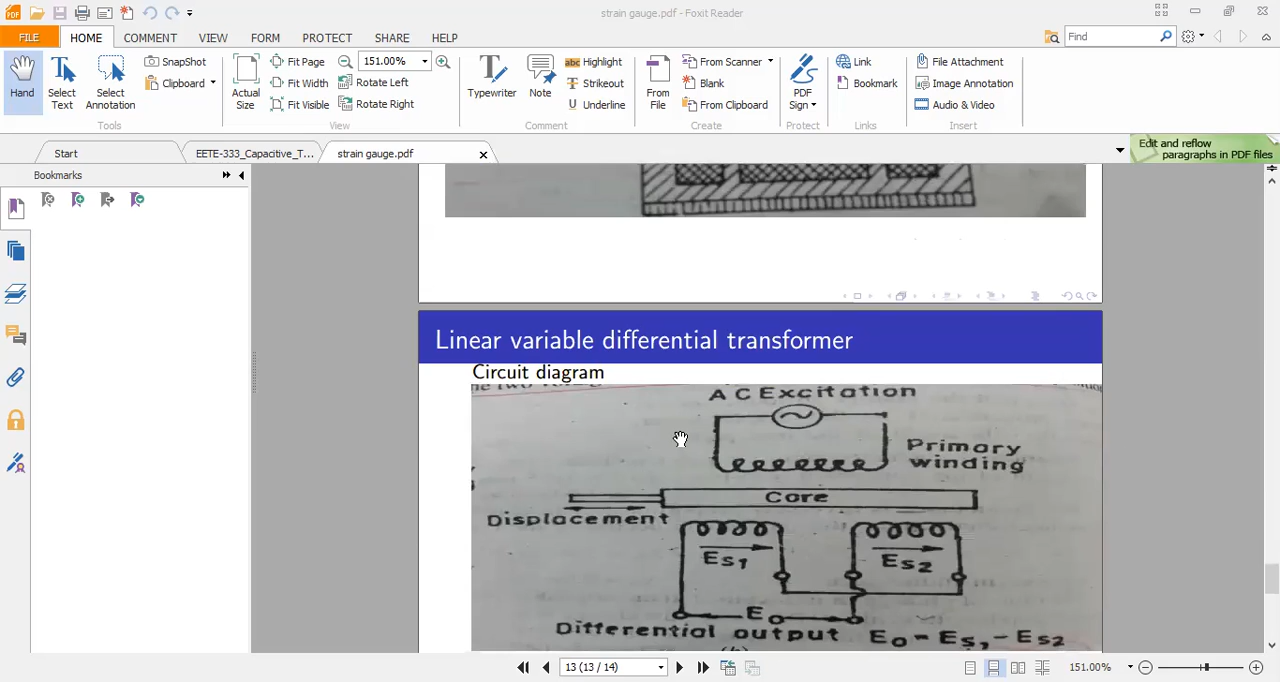 strain gauge.pdf - Foxit Reader
FILE HOME COMMENT VIEW FORM PROTECT SHARE HELP
Find
Hand
Select Text
Select Annotation
SnapShot
Clipboard
Tools
Actual Size
Fit Page
Fit Width
Fit Visible
151.00%
Rotate Left
Rotate Right
View
Typewriter
Note
Highlight
Strikeout
Underline
Comment
From File
From Scanner
Blank
From Clipboard
Create
PDF Sign
Protect
Link
Bookmark
Links
File Attachment
Image Annotation
Audio & Video
Insert
Start
EETE-333_Capacitive_T...
strain gauge.pdf
Edit and reflow
paragraphs in PDF files
Bookmarks
Linear variable differential transformer
Circuit diagram
AC Excitation
Primary
winding
Core
Displacement
Es1
Es2
Eo
Differential output Eo = Es1 - Es2
13 (13 / 14)
151.00%